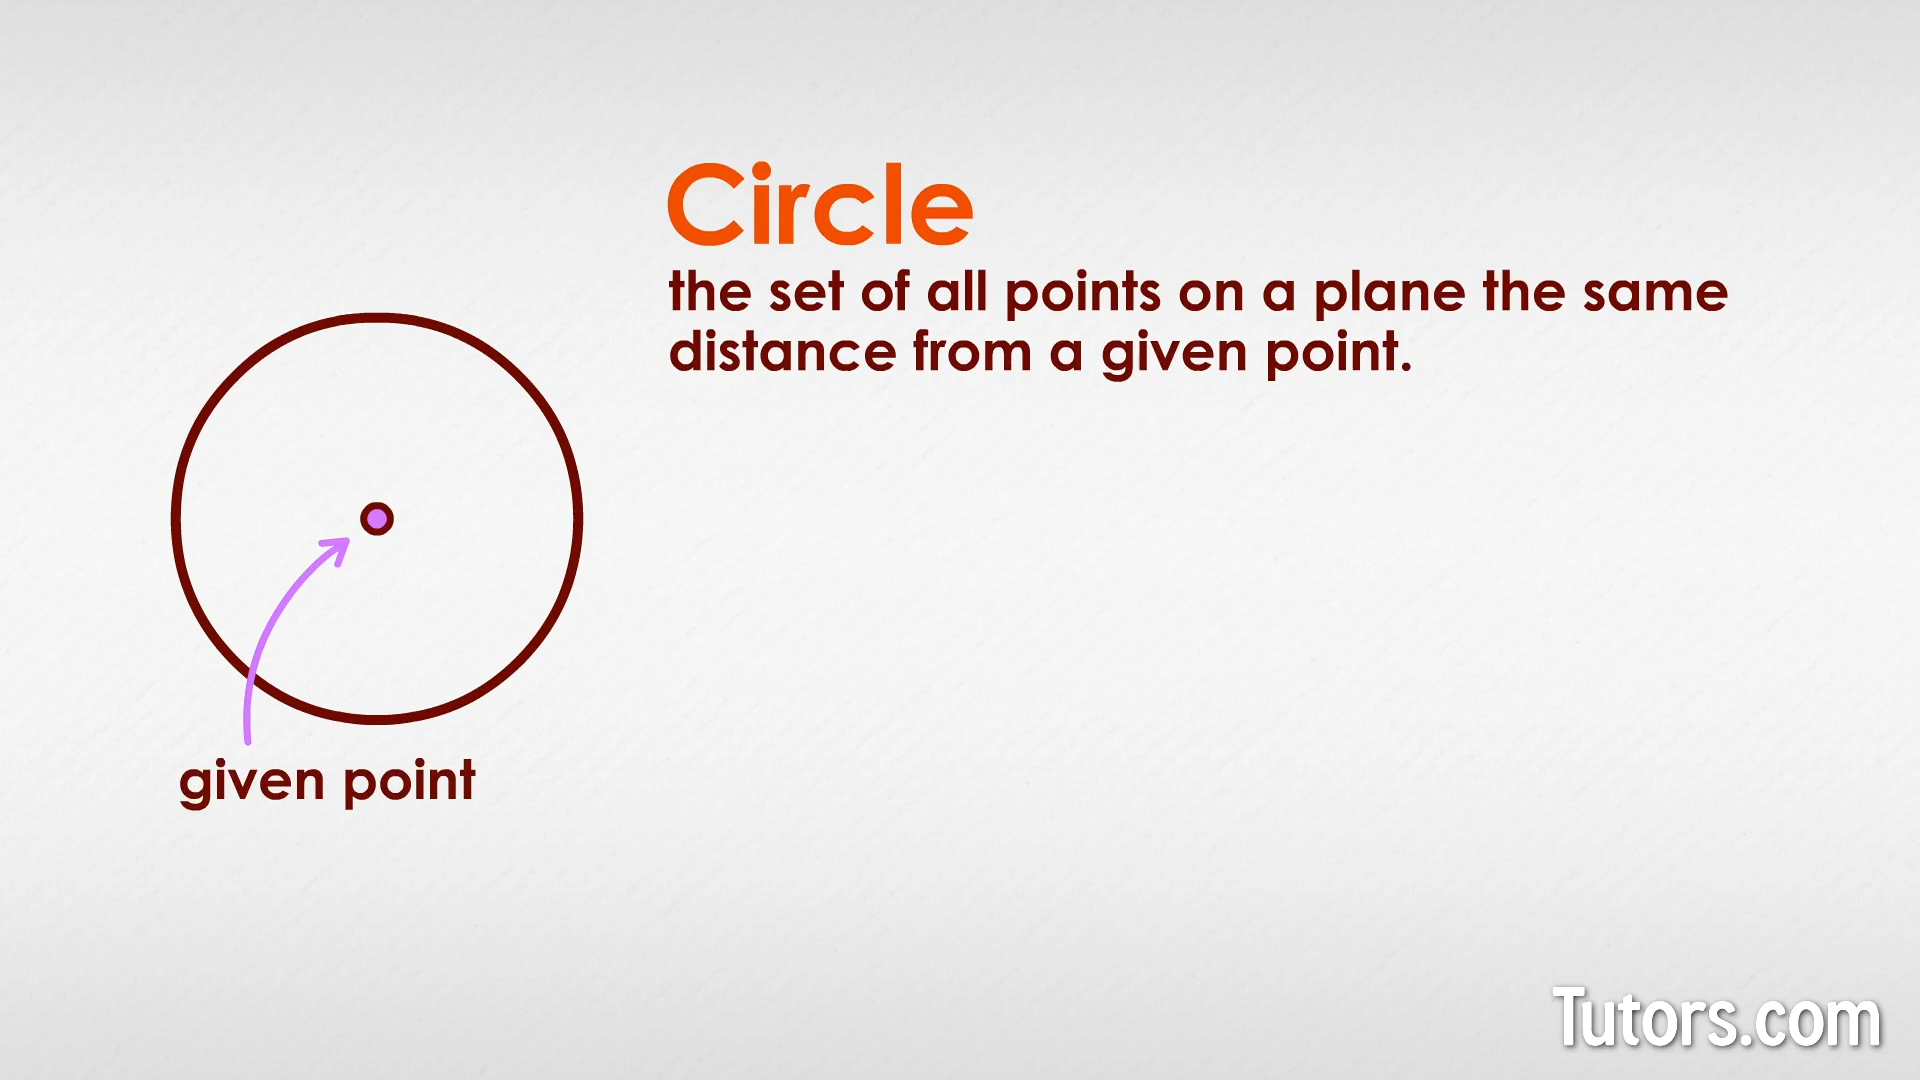 Circle
the set of all points on a plane the same
distance from a given point.
given point
Tutors.com